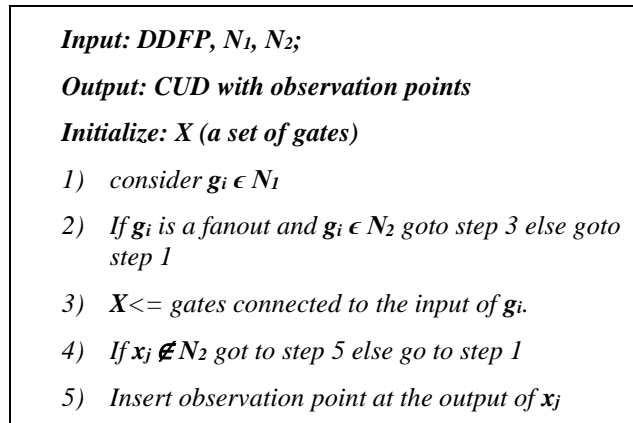 Input: DDFP, N₁, N₂;
Output: CUD with observation points
Initialize: X (a set of gates)
1) consider gᵢ ϵ N₁
2) If gᵢ is a fanout and gᵢ ϵ N₂ goto step 3 else goto
step 1
3) X<= gates connected to the input of gᵢ.
4) If xⱼ ∉ N₂ got to step 5 else go to step 1
5) Insert observation point at the output of xⱼ